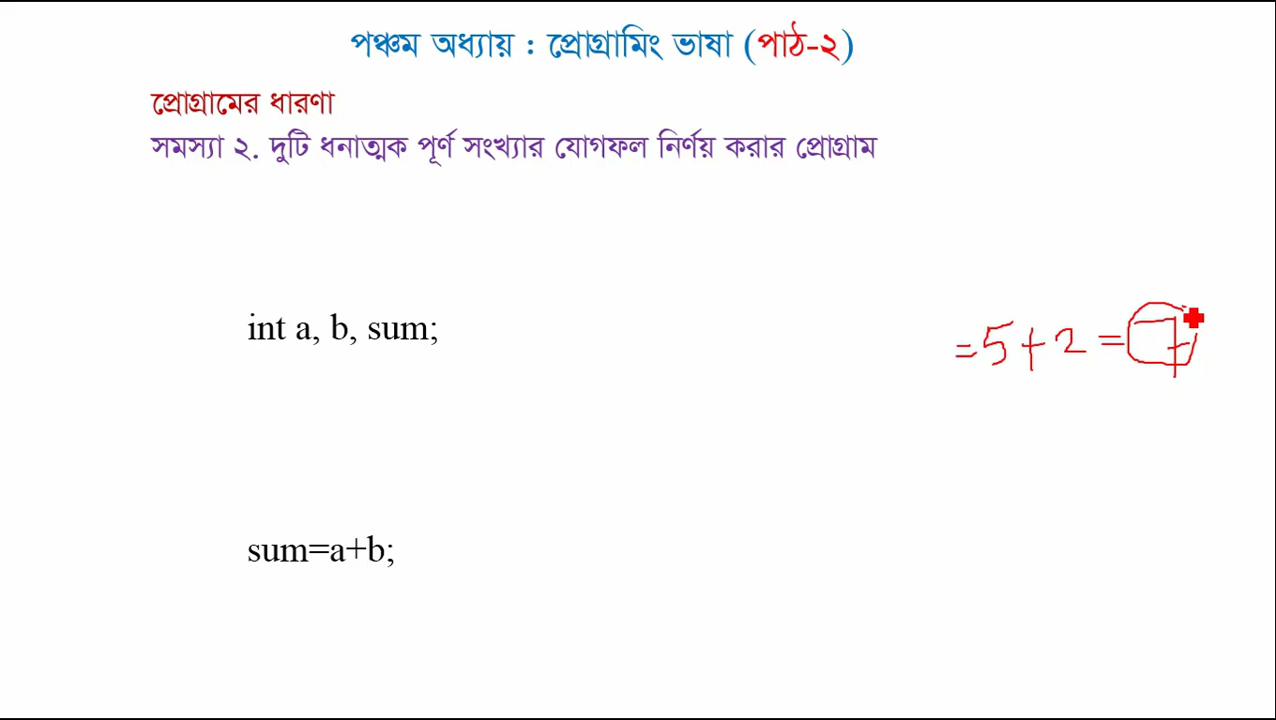 পঞ্চম অধ্যায় : প্রোগ্রামিং ভাষা (পাঠ-২)
প্রোগ্রামের ধারণা
সমস্যা ২. দুটি ধনাত্মক পূর্ণ সংখ্যার যোগফল নির্ণয় করার প্রোগ্রাম
int a, b, sum;
=5+2=7
sum=a+b;